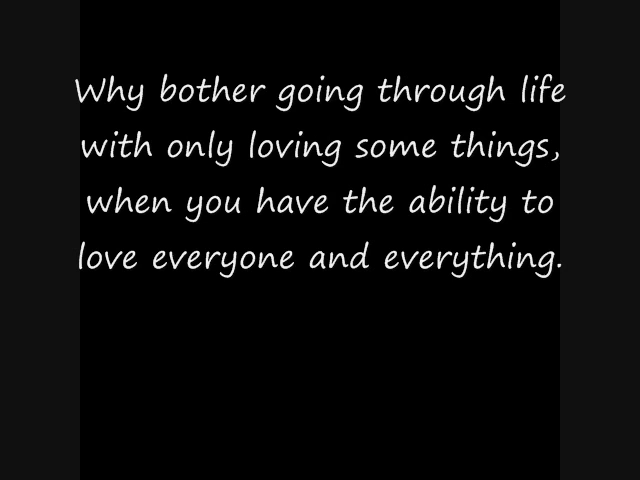 Why bother going through life
with only loving some things,
when you have the ability to
love everyone and everything.